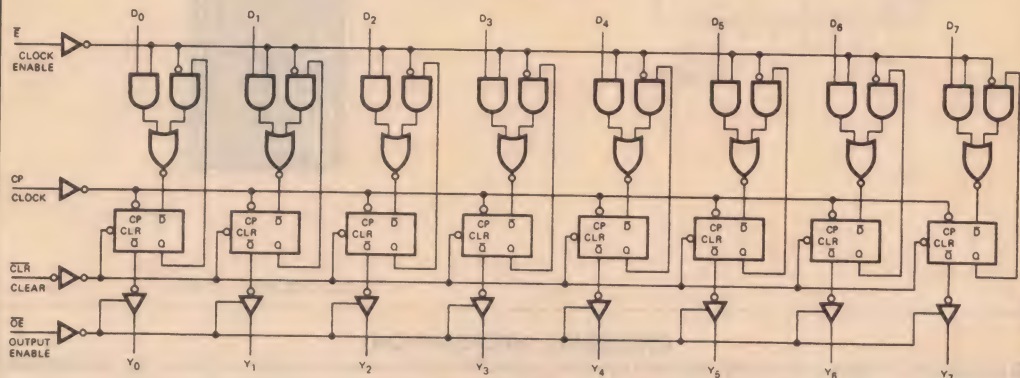 D0 D1 D2 D3 D4 D5 D6 D7
E̅
CLOCK
ENABLE
CP
CLOCK
CP D̅ CP D̅ CP D̅ CP D̅ CP D̅ CP D̅ CP D̅ CP D̅
CLR CLR CLR CLR CLR CLR CLR CLR
Q̅ Q Q̅ Q Q̅ Q Q̅ Q Q̅ Q Q̅ Q Q̅ Q Q̅ Q
C̅L̅R̅
CLEAR
O̅E̅
OUTPUT
ENABLE
Y0 Y1 Y2 Y3 Y4 Y5 Y6 Y7